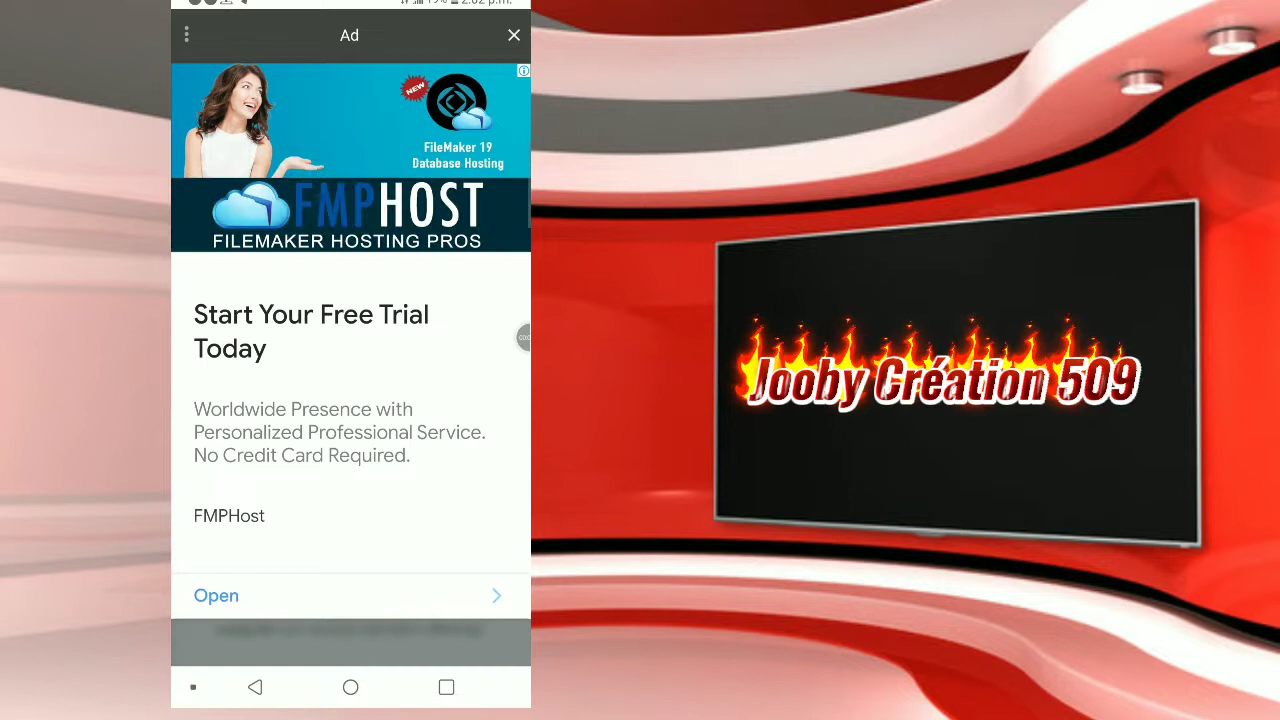 Ad
NEW
FileMaker 19
Database Hosting
FMPHOST
FILEMAKER HOSTING PROS
Start Your Free Trial
Today
Worldwide Presence with
Personalized Professional Service.
No Credit Card Required.
FMPHost
Open
Jooby Création 509